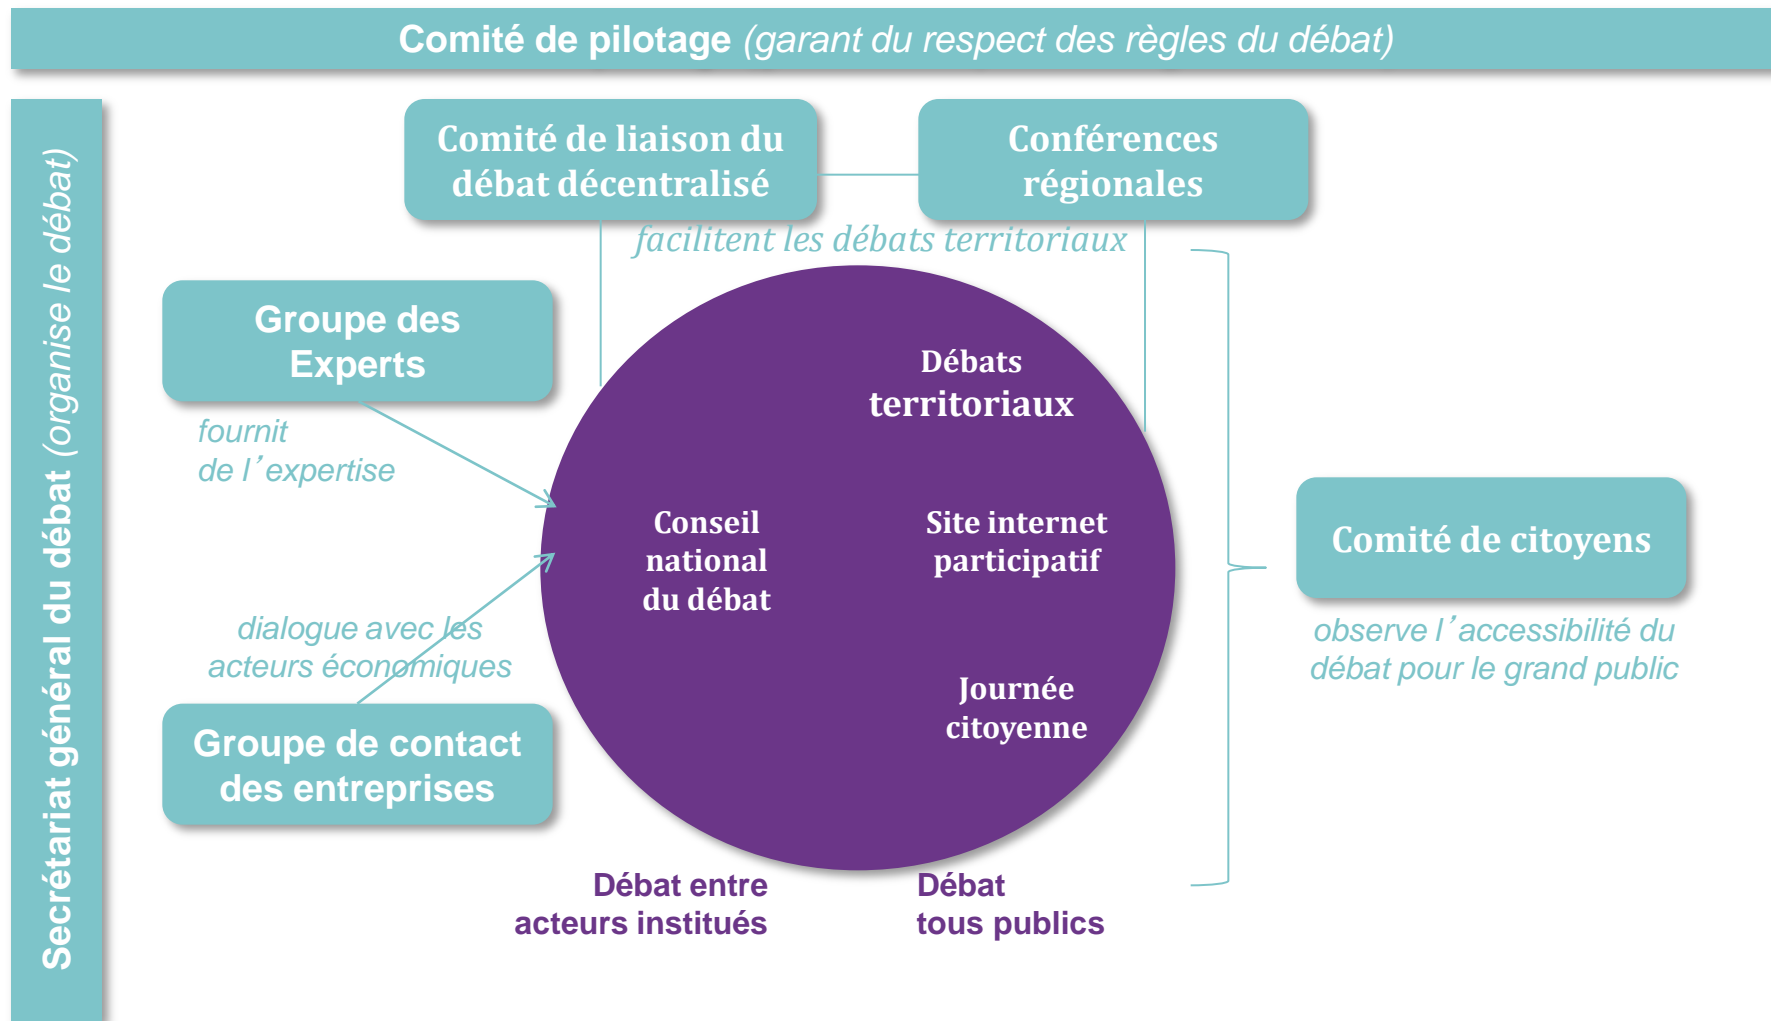 Comité de pilotage (garant du respect des règles du débat)
Secrétariat général du débat (organise le débat)
Comité de liaison du
débat décentralisé
Conférences
régionales
facilitent les débats territoriaux
Groupe des
Experts
fournit
de l’expertise
Débats
territoriaux
Conseil
national
du débat
Site internet
participatif
Comité de citoyens
observe l’accessibilité du
débat pour le grand public
dialogue avec les
acteurs économiques
Groupe de contact
des entreprises
Journée
citoyenne
Débat entre
acteurs institués
Débat
tous publics